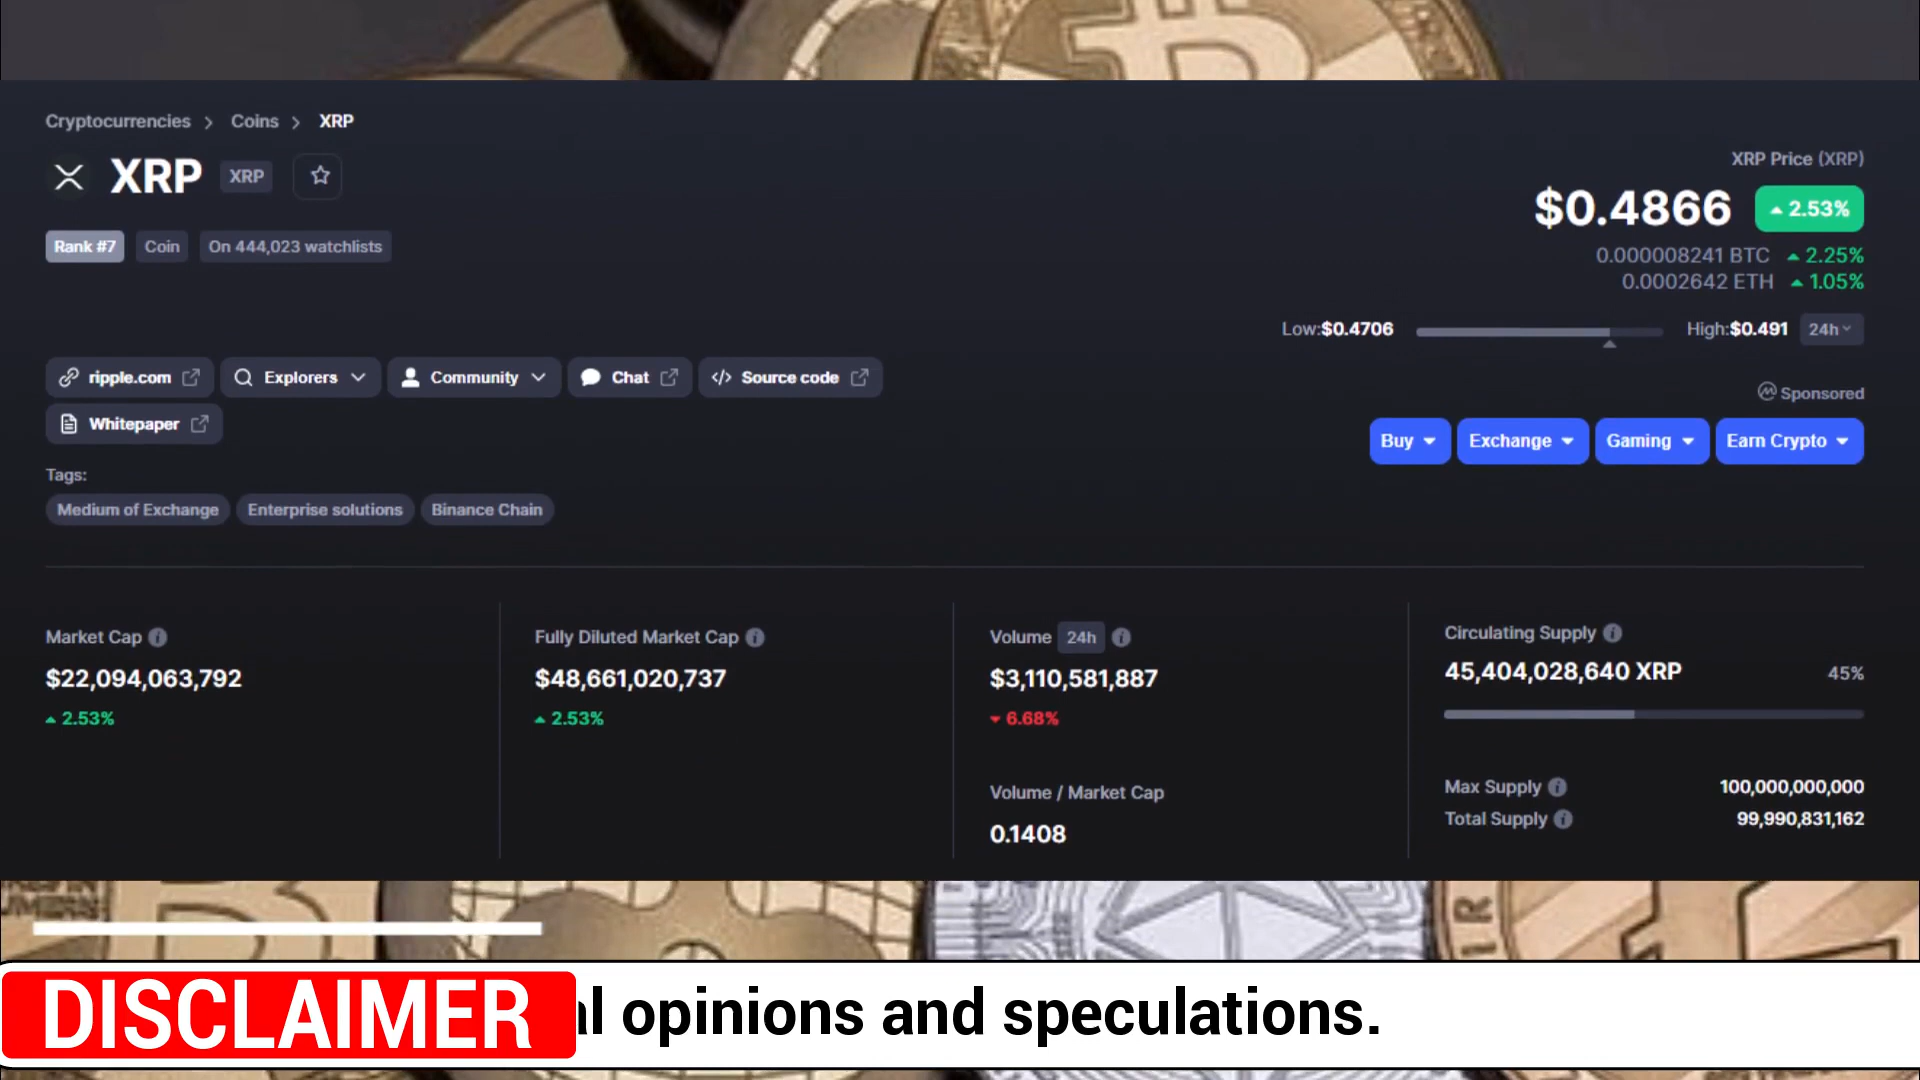 Cryptocurrencies > Coins > XRP
XRP XRP
Rank #7 Coin On 444,023 watchlists
XRP Price (XRP)
$0.4866 2.53%
0.000008241 BTC 2.25%
0.0002642 ETH 1.05%
Low:$0.4706 High:$0.491 24h
ripple.com Explorers Community Chat </> Source code
Whitepaper
Sponsored
Buy Exchange Gaming Earn Crypto
Tags:
Medium of Exchange Enterprise solutions Binance Chain
Market Cap
$22,094,063,792
2.53%
Fully Diluted Market Cap
$48,661,020,737
2.53%
Volume 24h
$3,110,581,887
6.68%
Volume / Market Cap
0.1408
Circulating Supply
45,404,028,640 XRP 45%
Max Supply 100,000,000,000
Total Supply 99,990,831,162
DISCLAIMER al opinions and speculations.